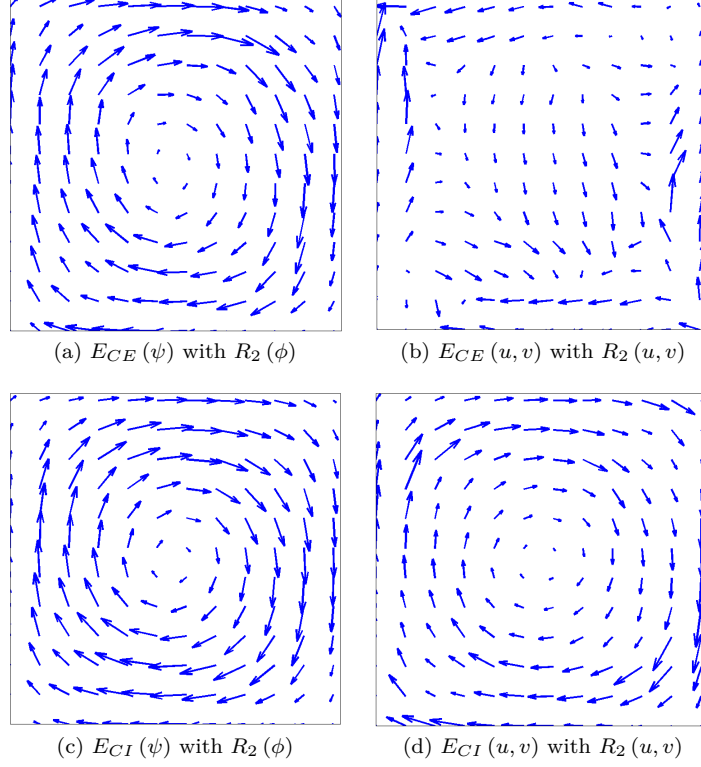 (a) E_{CE} (ψ) with R_2 (ϕ)
(b) E_{CE} (u, v) with R_2 (u, v)
(c) E_{CI} (ψ) with R_2 (ϕ)
(d) E_{CI} (u, v) with R_2 (u, v)